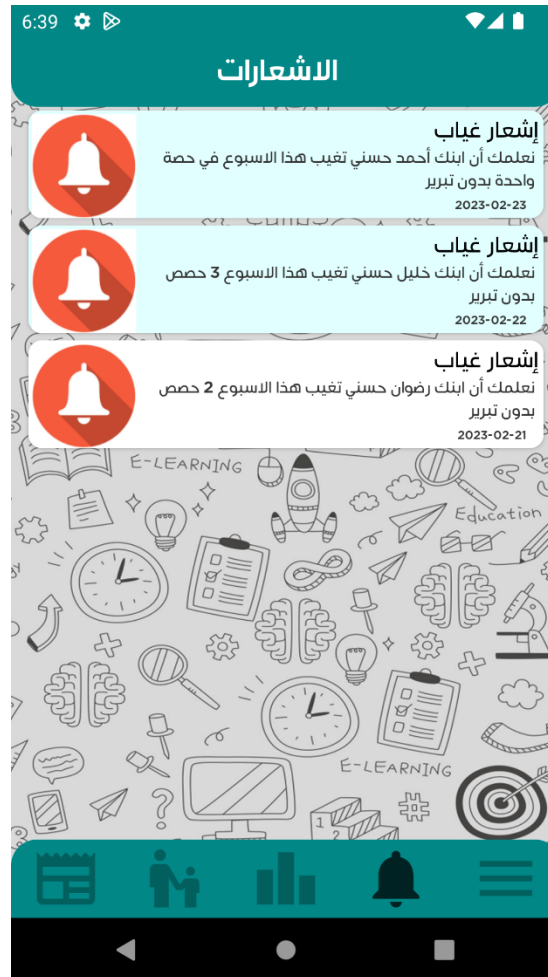 6:39
الاشعارات
إشعار غياب
نعلمك أن ابنك أحمد حسني تغيب هذا الاسبوع في حصة
واحدة بدون تبرير
2023-02-23
إشعار غياب
نعلمك أن ابنك خليل حسني تغيب هذا الاسبوع 3 حصص
بدون تبرير
2023-02-22
إشعار غياب
نعلمك أن ابنك رضوان حسني تغيب هذا الاسبوع 2 حصص
بدون تبرير
2023-02-21
E-LEARNING
Education
E-LEARNING
1 2